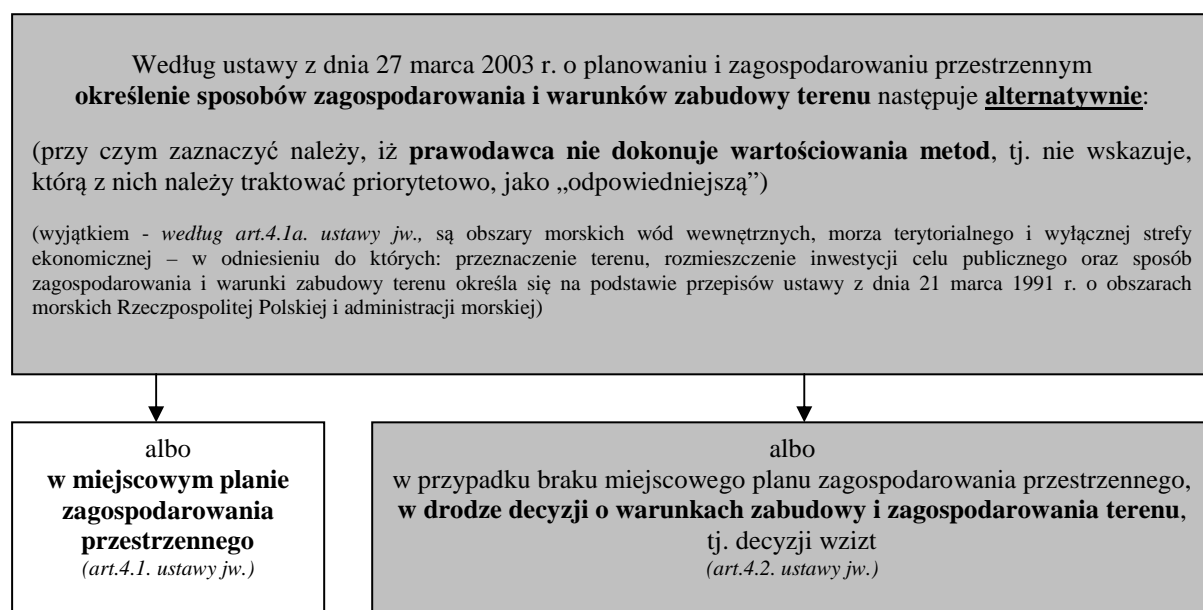 Według ustawy z dnia 27 marca 2003 r. o planowaniu i zagospodarowaniu przestrzennym
określenie sposobów zagospodarowania i warunków zabudowy terenu następuje alternatywnie:
(przy czym zaznaczyć należy, iż prawodawca nie dokonuje wartościowania metod, tj. nie wskazuje,
którą z nich należy traktować priorytetowo, jako „odpowiedniejszą”)
(wyjątkiem - według art.4.1a. ustawy jw., są obszary morskich wód wewnętrznych, morza terytorialnego i wyłącznej strefy
ekonomicznej – w odniesieniu do których: przeznaczenie terenu, rozmieszczenie inwestycji celu publicznego oraz sposób
zagospodarowania i warunki zabudowy terenu określa się na podstawie przepisów ustawy z dnia 21 marca 1991 r. o obszarach
morskich Rzeczpospolitej Polskiej i administracji morskiej)
albo
w miejscowym planie
zagospodarowania
przestrzennego
(art.4.1. ustawy jw.)
albo
w przypadku braku miejscowego planu zagospodarowania przestrzennego,
w drodze decyzji o warunkach zabudowy i zagospodarowania terenu,
tj. decyzji wzizt
(art.4.2. ustawy jw.)